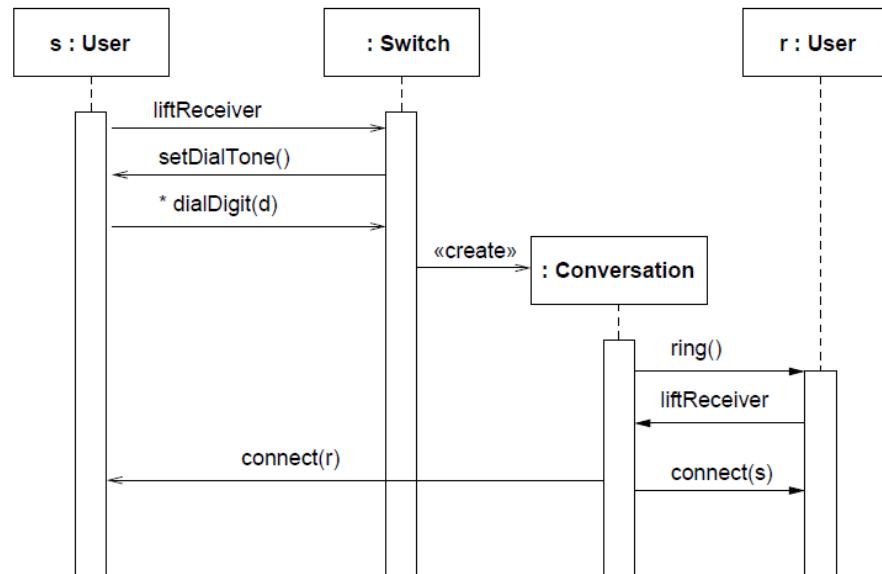 s : User
: Switch
r : User
liftReceiver
setDialTone()
* dialDigit(d)
«create»
: Conversation
ring()
liftReceiver
connect(r)
connect(s)